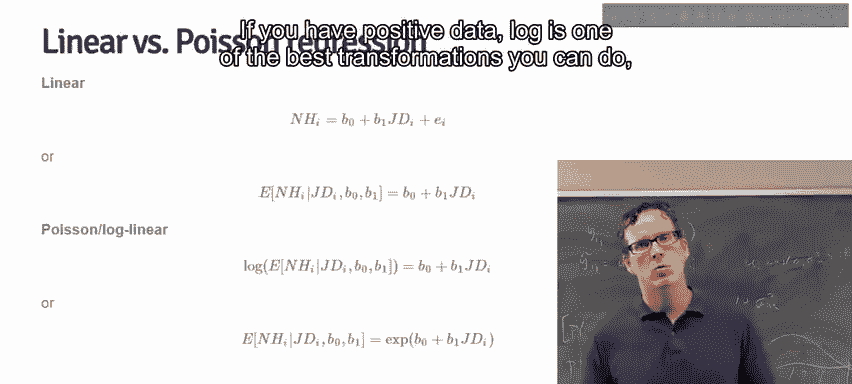 Linear vs. Poisson regression
If you have positive data, log is one
of the best transformations you can do,
Linear
NH_i = b_0 + b_1 JD_i + e_i
or
E[NH_i | JD_i, b_0, b_1] = b_0 + b_1 JD_i
Poisson/log-linear
log(E[NH_i | JD_i, b_0, b_1]) = b_0 + b_1 JD_i
or
E[NH_i | JD_i, b_0, b_1] = exp(b_0 + b_1 JD_i)